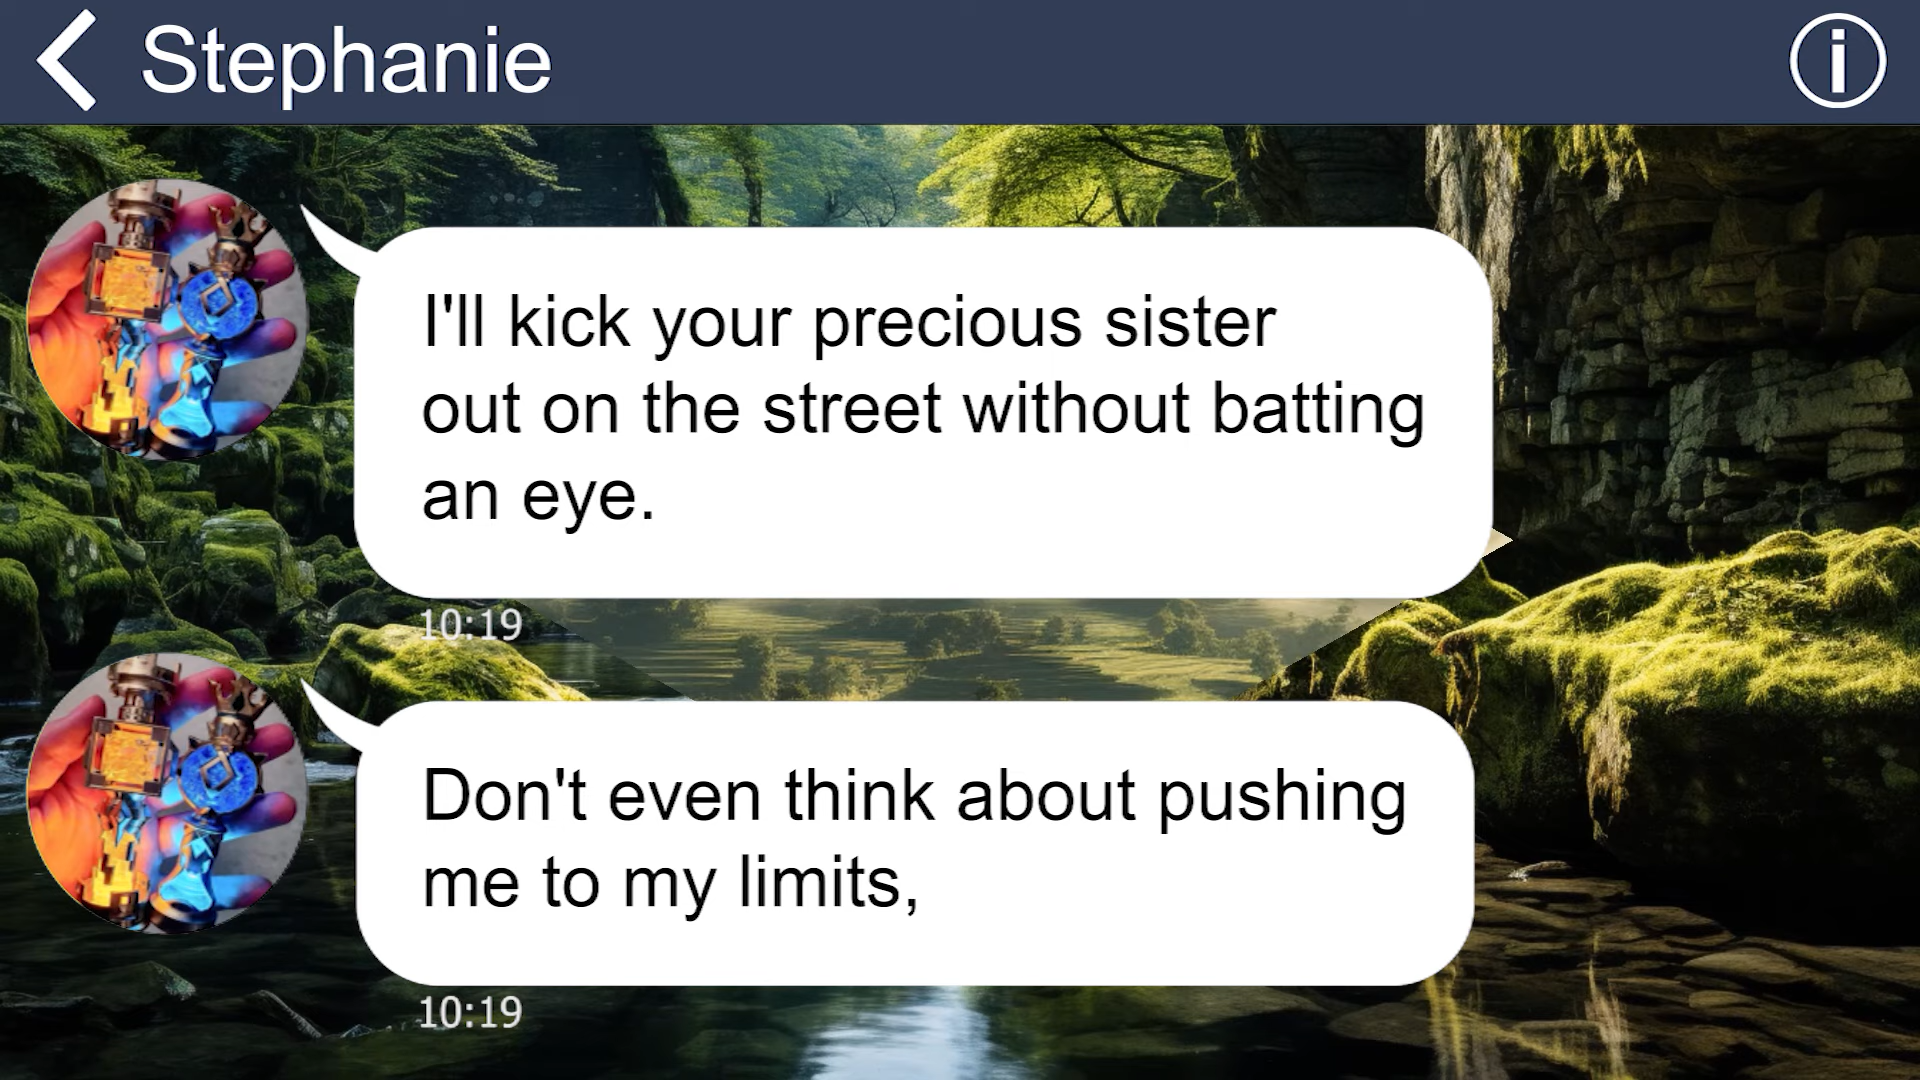 Stephanie
I'll kick your precious sister
out on the street without batting
an eye.
10:19
Don't even think about pushing
me to my limits,
10:19